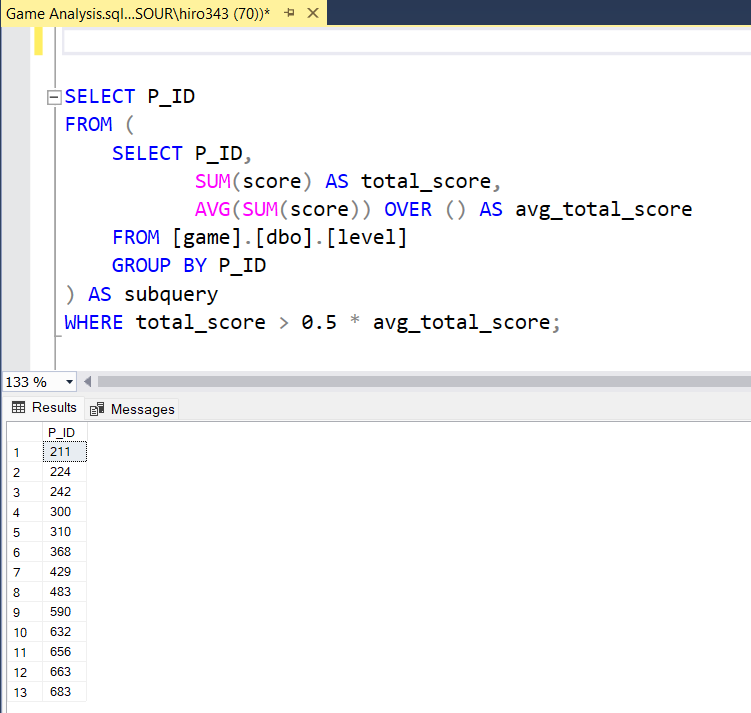 Game Analysis.sql...SOUR\hiro343 (70))*
SELECT P_ID
FROM (
SELECT P_ID,
SUM(score) AS total_score,
AVG(SUM(score)) OVER () AS avg_total_score
FROM [game].[dbo].[level]
GROUP BY P_ID
) AS subquery
WHERE total_score > 0.5 * avg_total_score;
133 %
Results Messages
P_ID
1 211
2 224
3 242
4 300
5 310
6 368
7 429
8 483
9 590
10 632
11 656
12 663
13 683